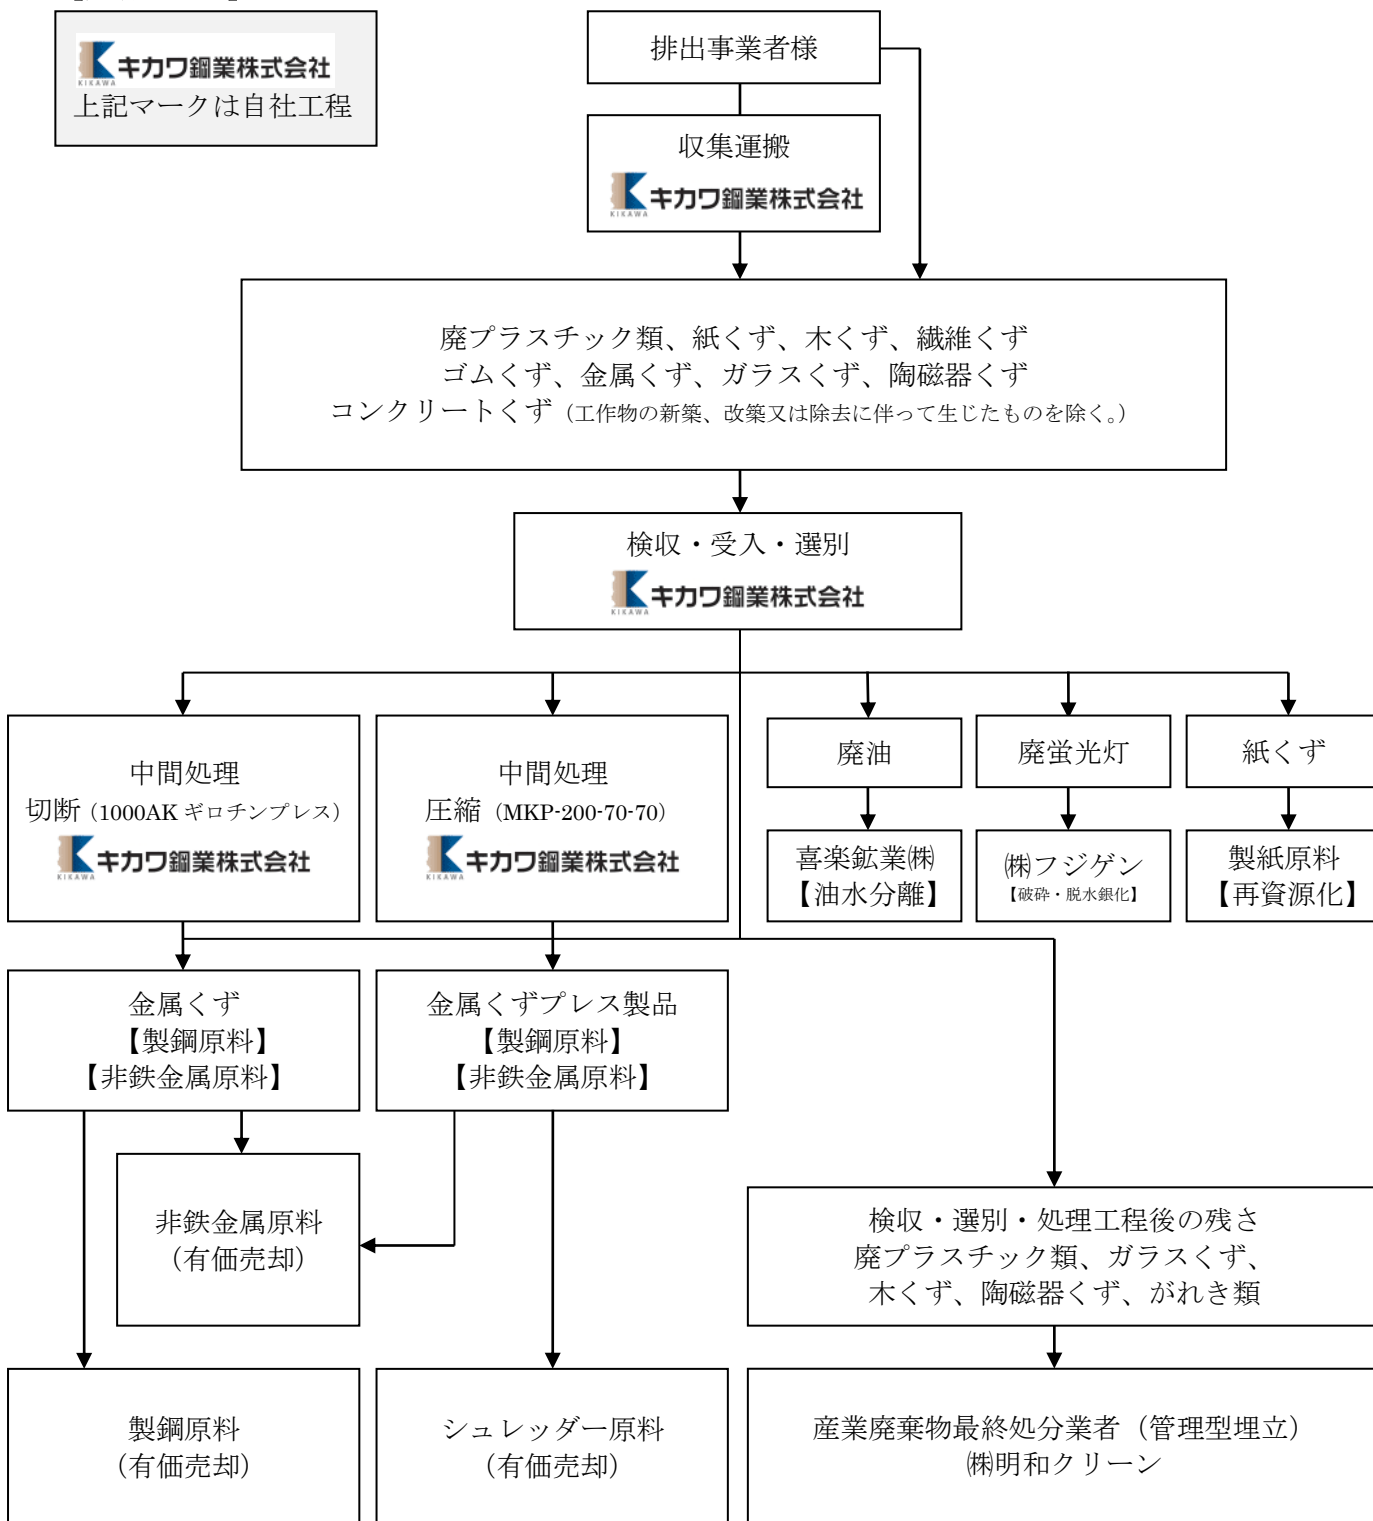 キカワ鋼業株式会社
KIKAWA
上記マークは自社工程
排出事業者様
収集運搬
キカワ鋼業株式会社
KIKAWA
廃プラスチック類、紙くず、木くず、繊維くず
ゴムくず、金属くず、ガラスくず、陶磁器くず
コンクリートくず（工作物の新築、改築又は除去に伴って生じたものを除く。）
検収・受入・選別
キカワ鋼業株式会社
KIKAWA
中間処理
切断（1000AK ギロチンプレス）
キカワ鋼業株式会社
KIKAWA
中間処理
圧縮（MKP-200-70-70）
キカワ鋼業株式会社
KIKAWA
廃油
廃蛍光灯
紙くず
喜楽鉱業㈱
【油水分離】
㈱フジゲン
【破砕・脱水銀化】
製紙原料
【再資源化】
金属くず
【製鋼原料】
【非鉄金属原料】
金属くずプレス製品
【製鋼原料】
【非鉄金属原料】
非鉄金属原料
（有価売却）
検収・選別・処理工程後の残さ
廃プラスチック類、ガラスくず、
木くず、陶磁器くず、がれき類
製鋼原料
（有価売却）
シュレッダー原料
（有価売却）
産業廃棄物最終処分業者（管理型埋立）
㈱明和クリーン